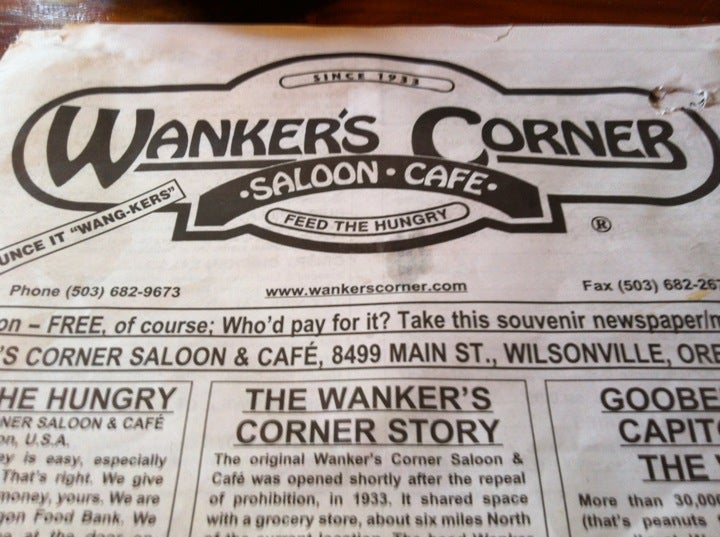 SINCE 1933
WANKER'S CORNER
•SALOON • CAFE•
FEED THE HUNGRY
®
UNCE IT "WANG-KERS"
Phone (503) 682-9673
www.wankerscorner.com
Fax (503) 682-267
on – FREE, of course; Who'd pay for it? Take this souvenir newspaper/m
'S CORNER SALOON & CAFÉ, 8499 MAIN ST., WILSONVILLE, ORE
HE HUNGRY
NER SALOON & CAFÉ
on, U.S.A.
ey is easy, especially
That's right. We give
money, yours. We are
gon Food Bank. We
THE WANKER'S
CORNER STORY
The original Wanker's Corner Saloon &
Café was opened shortly after the repeal
of prohibition, in 1933. It shared space
with a grocery store, about six miles North
GOOBE
CAPIT
THE
More than 30,000
(that's peanuts